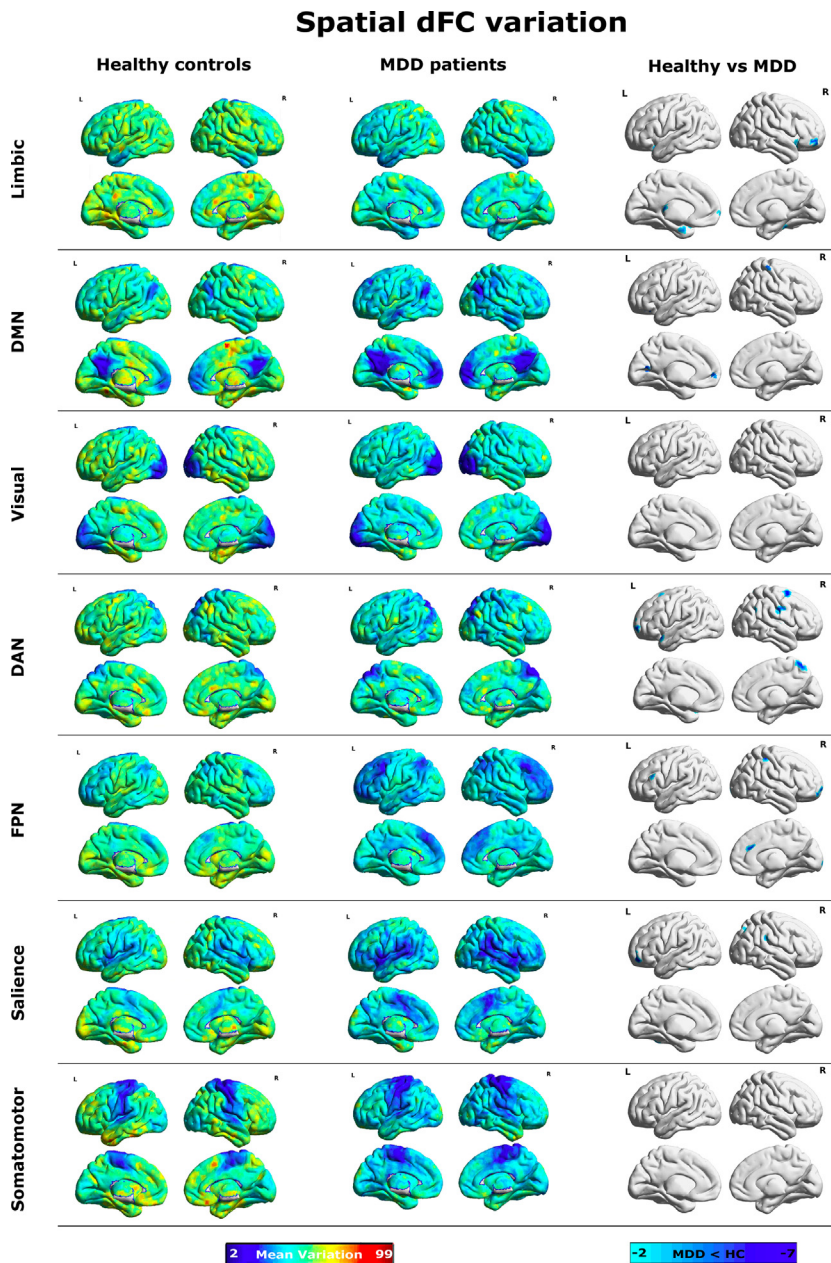 Spatial dFC variation
Healthy controls MDD patients Healthy vs MDD
Limbic
L R L R L R
DMN
L R L R L R
Visual
L R L R L R
DAN
L R L R L R
FPN
L R L R L R
Salience
L R L R L R
Somatomotor
L R L R L R
2 Mean Variation 99
-2 MDD < HC -7